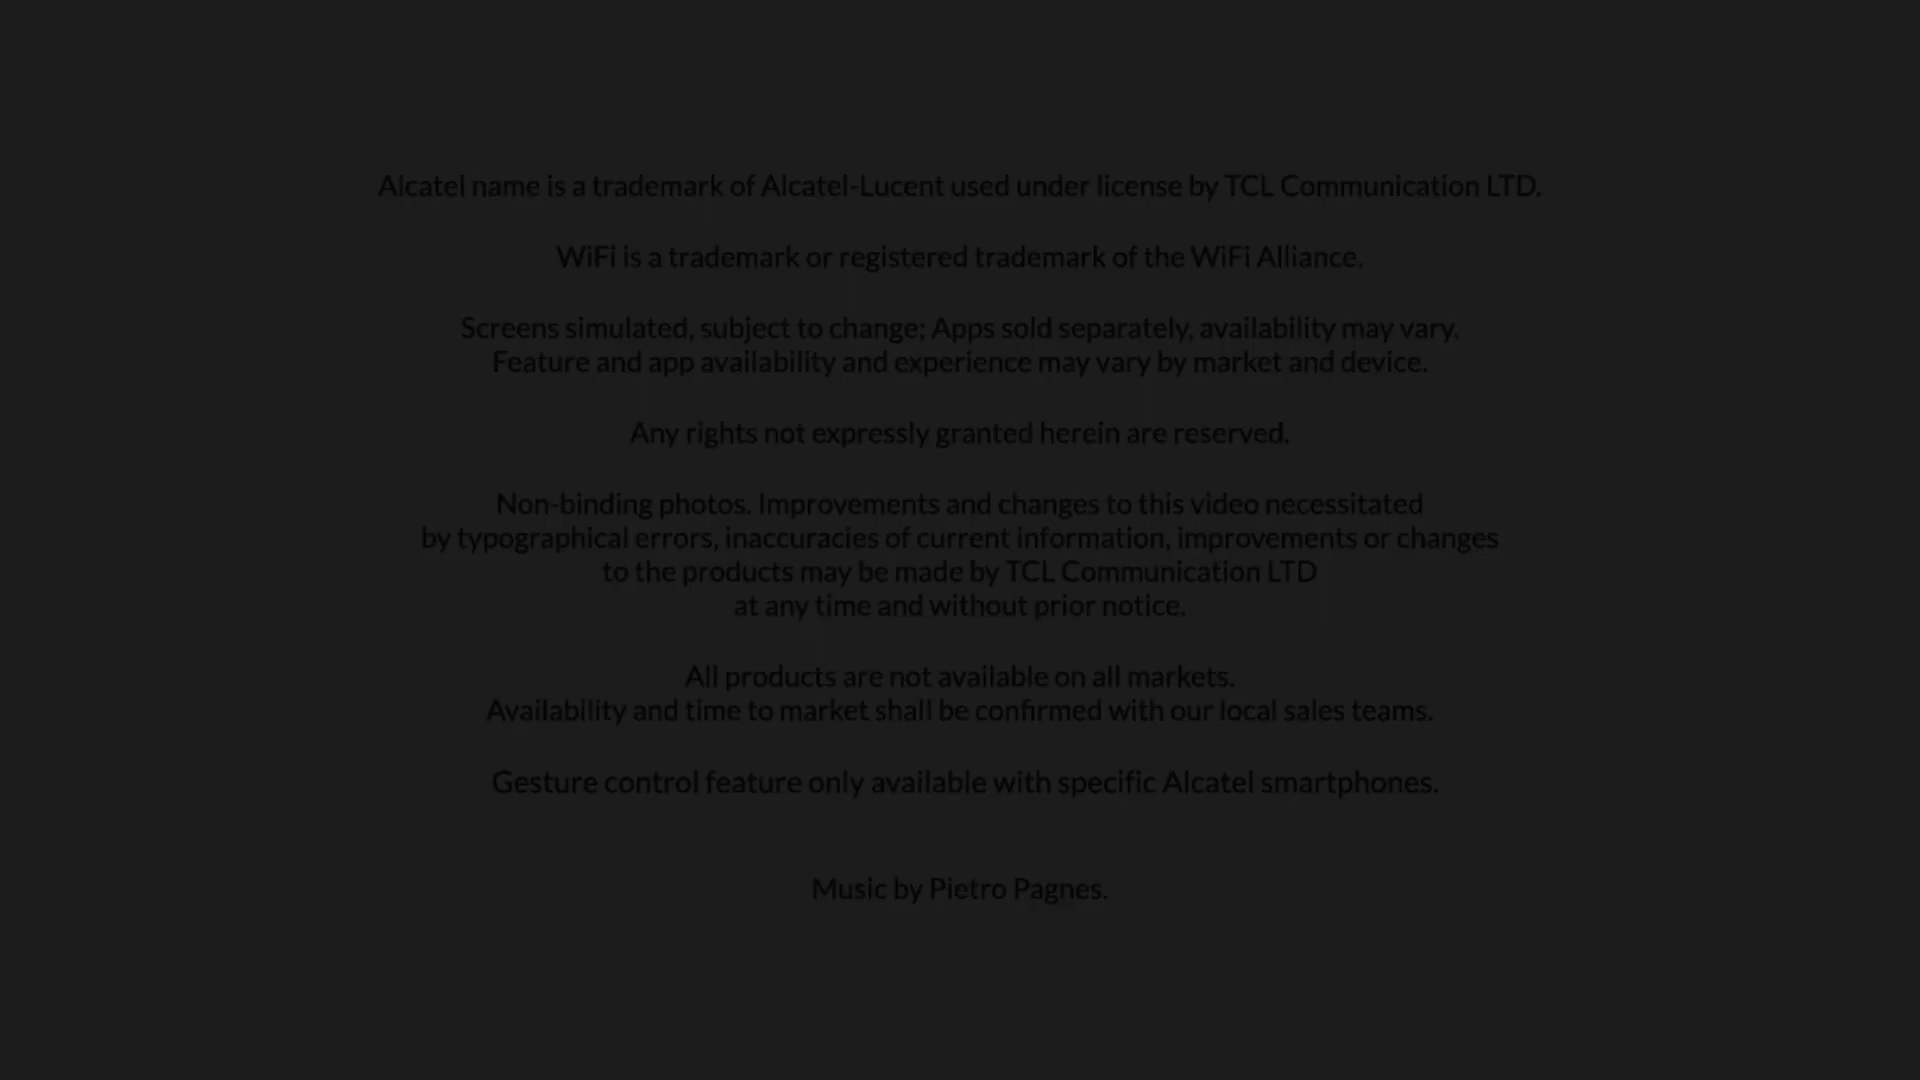 Alcatel name is a trademark of Alcatel-Lucent used under license by TCL Communication LTD.
WiFi is a trademark or registered trademark of the WiFi Alliance.
Screens simulated, subject to change; Apps sold separately, availability may vary.
Feature and app availability and experience may vary by market and device.
Any rights not expressly granted herein are reserved.
Non-binding photos. Improvements and changes to this video necessitated
by typographical errors, inaccuracies of current information, improvements or changes
to the products may be made by TCL Communication LTD
at any time and without prior notice.
All products are not available on all markets.
Availability and time to market shall be confirmed with our local sales teams.
Gesture control feature only available with specific Alcatel smartphones.
Music by Pietro Pagnes.